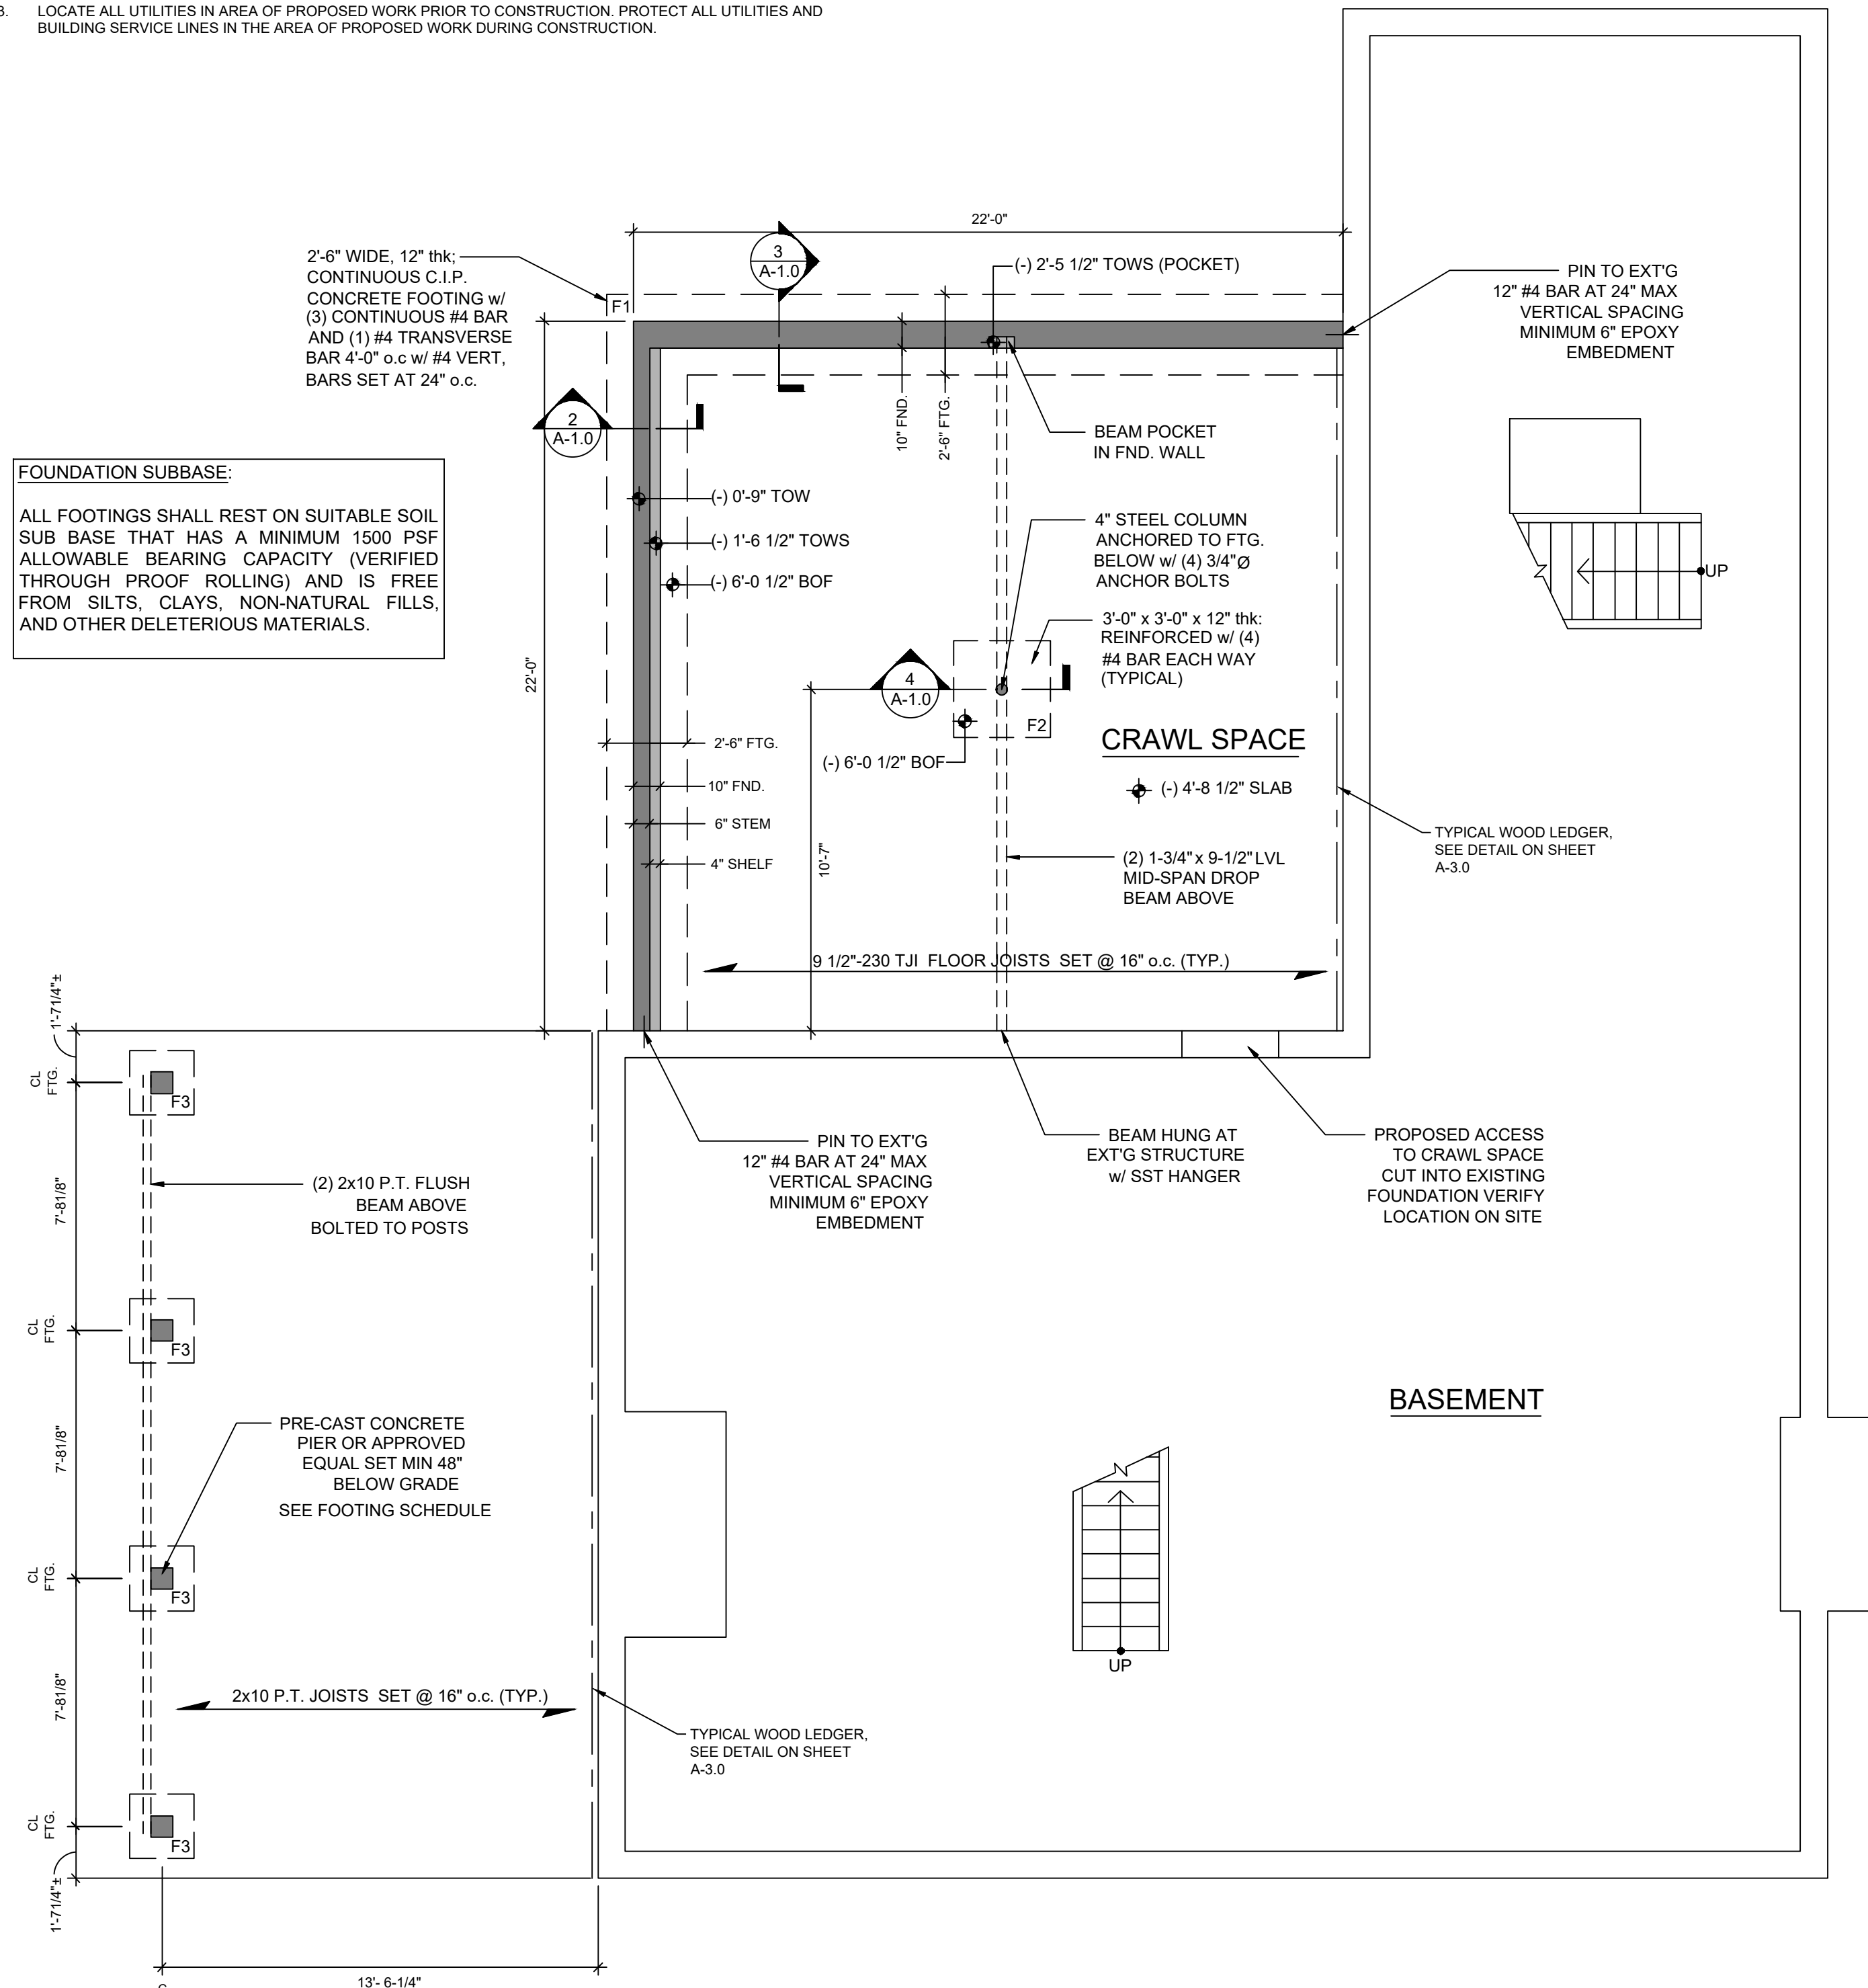 3. LOCATE ALL UTILITIES IN AREA OF PROPOSED WORK PRIOR TO CONSTRUCTION. PROTECT ALL UTILITIES AND
BUILDING SERVICE LINES IN THE AREA OF PROPOSED WORK DURING CONSTRUCTION.
22'-0"
3
A-1.0
2'-6" WIDE, 12" thk;
CONTINUOUS C.I.P.
CONCRETE FOOTING w/
(3) CONTINUOUS #4 BAR
AND (1) #4 TRANSVERSE
BAR 4'-0" o.c w/ #4 VERT,
BARS SET AT 24" o.c.
F1
(-) 2'-5 1/2" TOWS (POCKET)
PIN TO EXT'G
12" #4 BAR AT 24" MAX
VERTICAL SPACING
MINIMUM 6" EPOXY
EMBEDMENT
2
A-1.0
10" FND.
2'-6" FTG.
BEAM POCKET
IN FND. WALL
FOUNDATION SUBBASE:
ALL FOOTINGS SHALL REST ON SUITABLE SOIL
SUB BASE THAT HAS A MINIMUM 1500 PSF
ALLOWABLE BEARING CAPACITY (VERIFIED
THROUGH PROOF ROLLING) AND IS FREE
FROM SILTS, CLAYS, NON-NATURAL FILLS,
AND OTHER DELETERIOUS MATERIALS.
(-) 0'-9" TOW
(-) 1'-6 1/2" TOWS
(-) 6'-0 1/2" BOF
4" STEEL COLUMN
ANCHORED TO FTG.
BELOW w/ (4) 3/4"Ø
ANCHOR BOLTS
3'-0" x 3'-0" x 12" thk:
REINFORCED w/ (4)
#4 BAR EACH WAY
(TYPICAL)
UP
22'-0"
4
A-1.0
F2
(-) 6'-0 1/2" BOF
CRAWL SPACE
(-) 4'-8 1/2" SLAB
2'-6" FTG.
10" FND.
6" STEM
4" SHELF
10'-7"
(2) 1-3/4" x 9-1/2" LVL
MID-SPAN DROP
BEAM ABOVE
TYPICAL WOOD LEDGER,
SEE DETAIL ON SHEET
A-3.0
9 1/2"-230 TJI FLOOR JOISTS SET @ 16" o.c. (TYP.)
1'-71/4"±
CL
FTG.
F3
7'-81/8"
(2) 2x10 P.T. FLUSH
BEAM ABOVE
BOLTED TO POSTS
PIN TO EXT'G
12" #4 BAR AT 24" MAX
VERTICAL SPACING
MINIMUM 6" EPOXY
EMBEDMENT
BEAM HUNG AT
EXT'G STRUCTURE
w/ SST HANGER
PROPOSED ACCESS
TO CRAWL SPACE
CUT INTO EXISTING
FOUNDATION VERIFY
LOCATION ON SITE
CL
FTG.
F3
7'-81/8"
PRE-CAST CONCRETE
PIER OR APPROVED
EQUAL SET MIN 48"
BELOW GRADE
SEE FOOTING SCHEDULE
BASEMENT
CL
FTG.
F3
7'-81/8"
UP
2x10 P.T. JOISTS SET @ 16" o.c. (TYP.)
TYPICAL WOOD LEDGER,
SEE DETAIL ON SHEET
A-3.0
CL
FTG.
F3
1'-71/4"±
13'- 6-1/4"